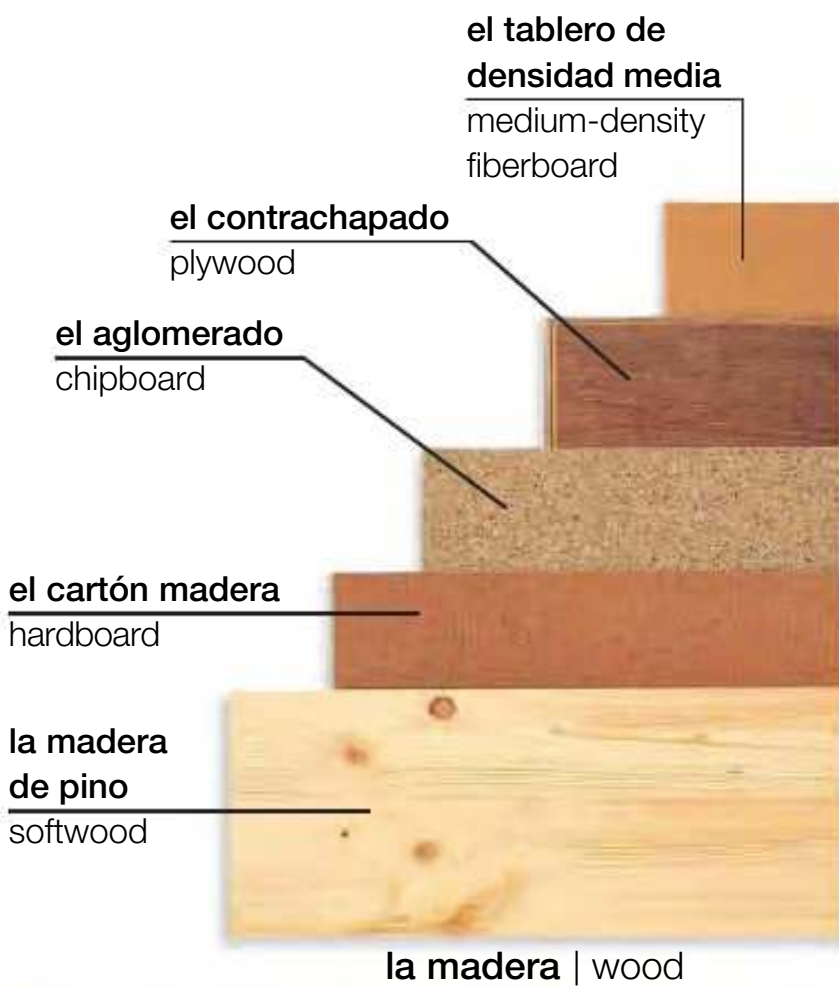 el tablero de
densidad media
medium-density
fiberboard
el contrachapado
plywood
el aglomerado
chipboard
el cartón madera
hardboard
la madera
de pino
softwood
la madera | wood